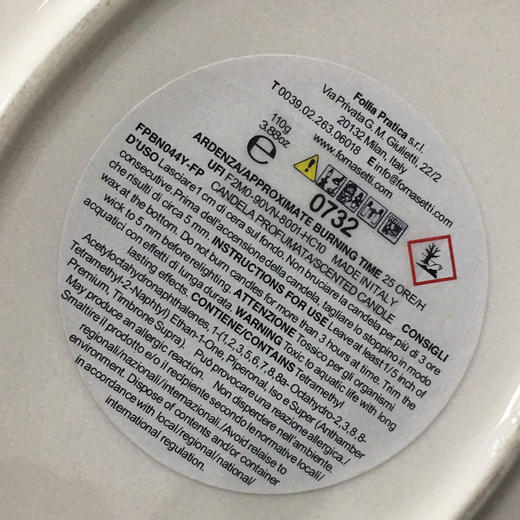 Follia Pratica s.r.l.
Via Privata G. M. Giulietti, 22/2
20132 Milan, Italy
T 0039.02.263.06018 E info@fornasetti.com
www.fornasetti.com
110g
3.88oz
e
0732
MADE IN ITALY
CANDELA PROFUMATA/SCENTED CANDLE
UFI F2M0-90VN-8001-HC10
ARDENZA/APPROXIMATE BURNING TIME 25 ORE/H
FPBN044Y-FP CONSIGLI
D'USO Lasciare 1 cm di cera sul fondo. Non bruciare la candela per più di 3 ore
consecutive. Prima dell'accensione della candela, tagliare lo stoppino in modo
che risulti di circa 5 mm. INSTRUCTIONS FOR USE Leave at least 1/5 inch of
wax at the bottom. Do not burn candles for more than 3 hours at time. Trim the
wick to 5 mm before relighting. ATTENZIONE: Tossico per gli organismi
acquatici con effetti di lunga durata. WARNING Toxic to aquatic life with long
lasting effects. CONTIENE/CONTAINS Tetramethyl
Acetyloctahydronaphthalenes, 1-(1,2,3,5,6,7,8,8a-Octahydro-2,3,8,8-
Tetramethyl-2-Naphtyl) Ethan-1-One, Piperonal, iso e Super (Anthamber
Premium, Timbrone Supra). Può provocare una reazione allergica./
May produce an allergic reaction. Non disperdere nell'ambiente.
Smaltire il prodotto e/o il recipiente secondo le normative locali/
regionali/nazionali/internazionali./Avoid release to
environment. Dispose of contents and/or container
in accordance with local/regional/national/
international regulation.